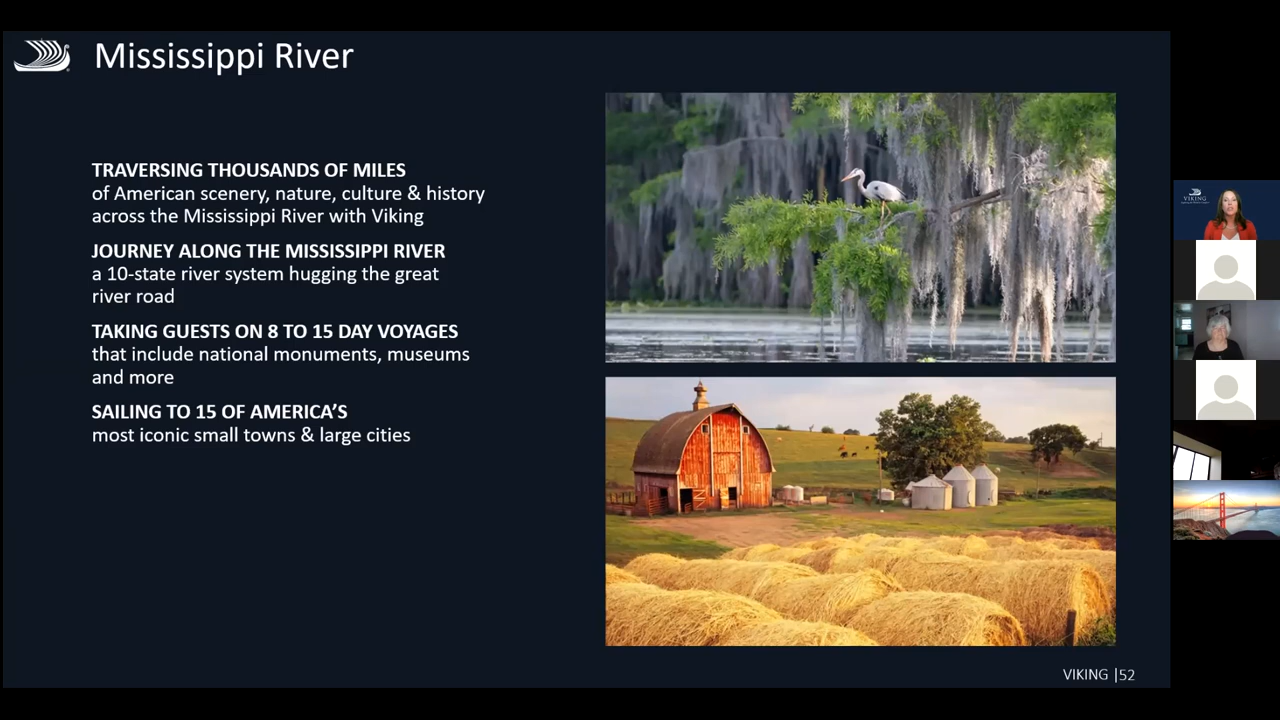 Mississippi River
TRAVERSING THOUSANDS OF MILES
of American scenery, nature, culture & history
across the Mississippi River with Viking
JOURNEY ALONG THE MISSISSIPPI RIVER
a 10-state river system hugging the great
river road
TAKING GUESTS ON 8 TO 15 DAY VOYAGES
that include national monuments, museums
and more
SAILING TO 15 OF AMERICA’S
most iconic small towns & large cities
VIKING |52
VIKING